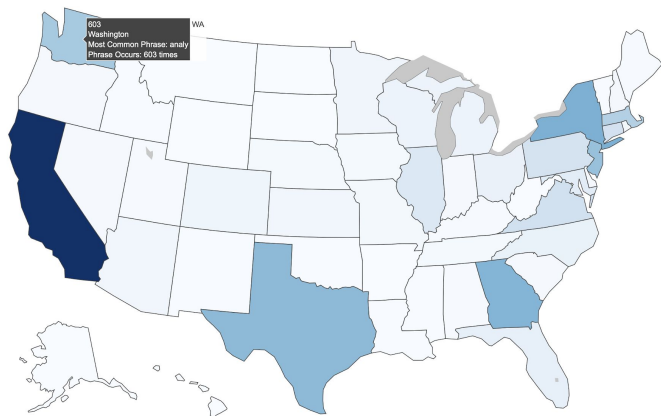 603
WA
Washington
Most Common Phrase: analy
Phrase Occurs: 603 times